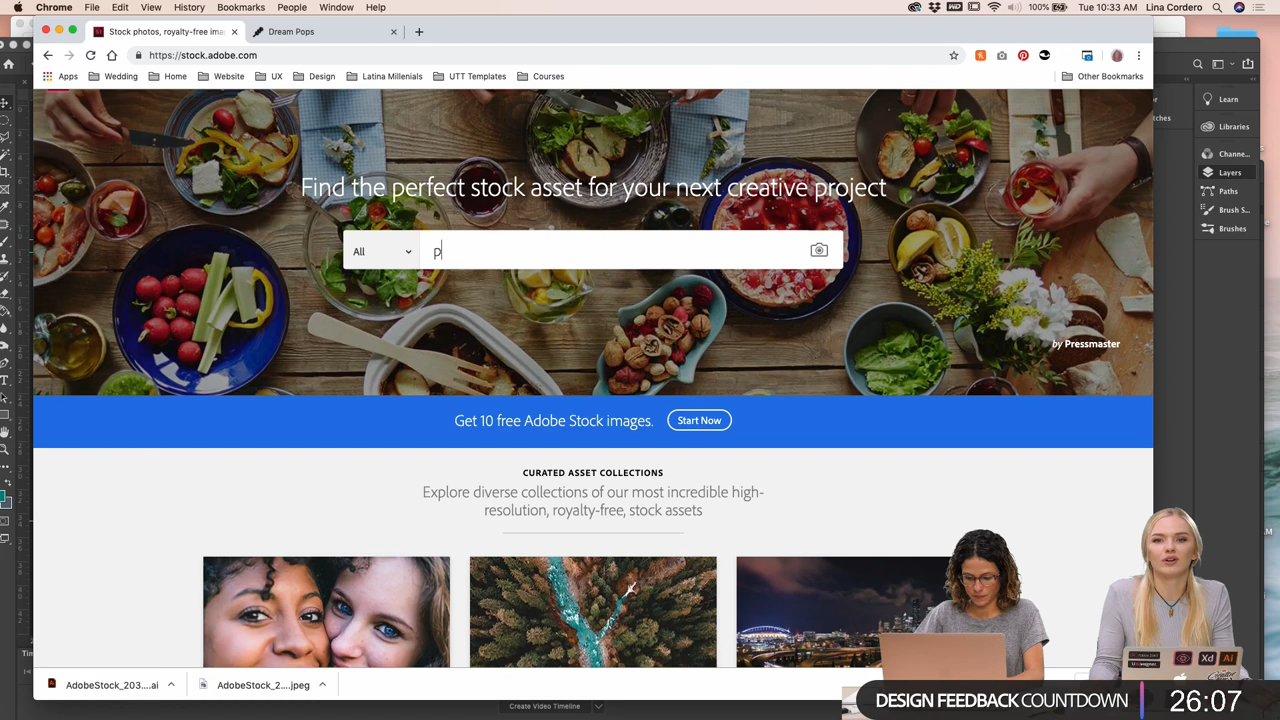 Chrome File Edit View History Bookmarks People Window Help 100% Tue 10:33 AM Lina Cordero
Stock photos, royalty-free ima
Dream Pops
https://stock.adobe.com
Apps Wedding Home Website UX Design Latina Millenials UTT Templates Courses Other Bookmarks
Find the perfect stock asset for your next creative project
All
p
by Pressmaster
Get 10 free Adobe Stock images. Start Now
CURATED ASSET COLLECTIONS
Explore diverse collections of our most incredible high-
resolution, royalty-free, stock assets
AdobeStock_203....ai
AdobeStock_2....jpeg
Create Video Timeline
Learn
Libraries
Channe...
Layers
Paths
Brush S...
Brushes
Xd Ai
DESIGN FEEDBACK COUNTDOWN 26:07